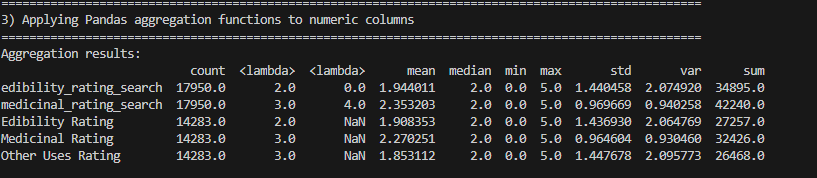 ================================================================================
3) Applying Pandas aggregation functions to numeric columns
================================================================================
Aggregation results:
count <lambda> <lambda> mean median min max std var sum
edibility_rating_search 17950.0 2.0 0.0 1.944011 2.0 0.0 5.0 1.440458 2.074920 34895.0
medicinal_rating_search 17950.0 3.0 4.0 2.353203 2.0 0.0 5.0 0.969669 0.940258 42240.0
Edibility Rating 14283.0 2.0 NaN 1.908353 2.0 0.0 5.0 1.436930 2.064769 27257.0
Medicinal Rating 14283.0 3.0 NaN 2.270251 2.0 0.0 5.0 0.964604 0.930460 32426.0
Other Uses Rating 14283.0 3.0 NaN 1.853112 2.0 0.0 5.0 1.447678 2.095773 26468.0